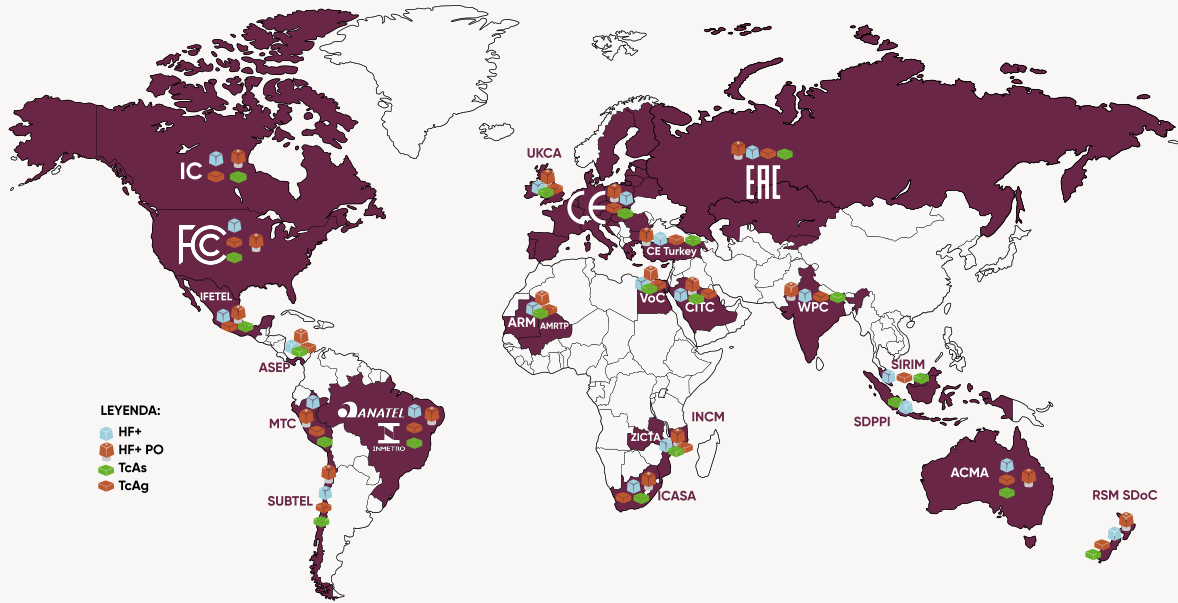 UKCA
IC
EAC
CE
FCC
CE Turkey
IFETEL
VoC
CITC
WPC
ARM
AMRTP
ASEP
SIRIM
LEYENDA:
HF+
HF+ PO
TcAs
TcAg
MTC
ANATEL
INMETRO
SDPPI
INCM
ZICTA
ACMA
SUBTEL
ICASA
RSM SDoC